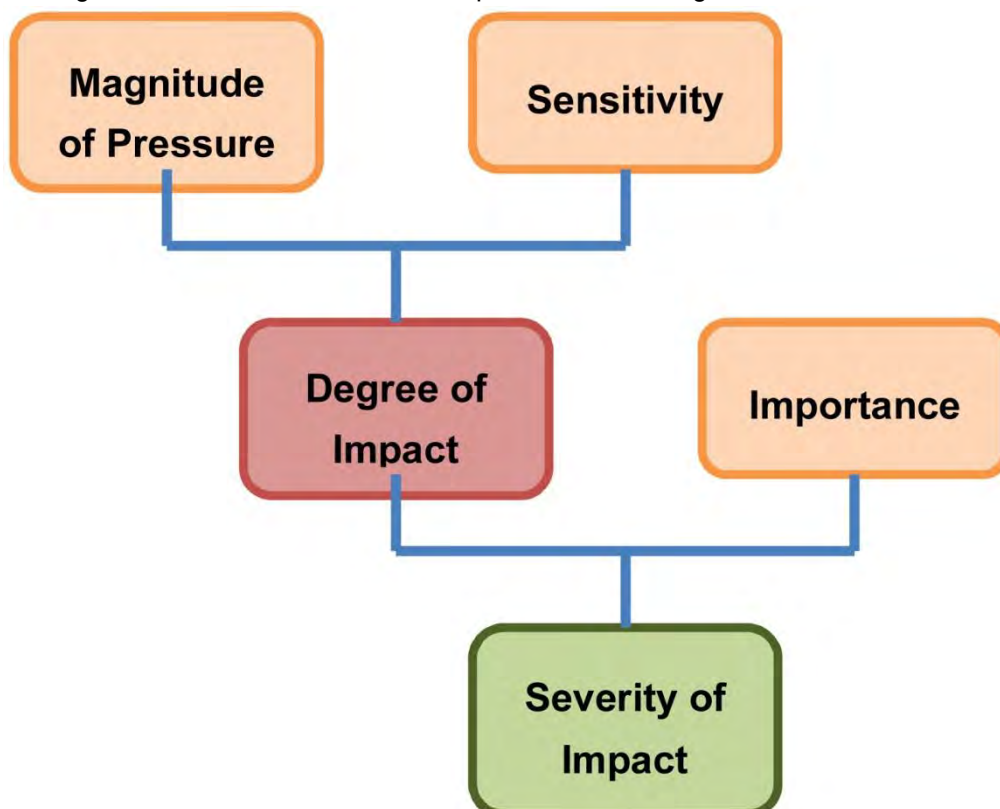 Magnitude
of Pressure
Sensitivity
Degree of
Impact
Importance
Severity of
Impact